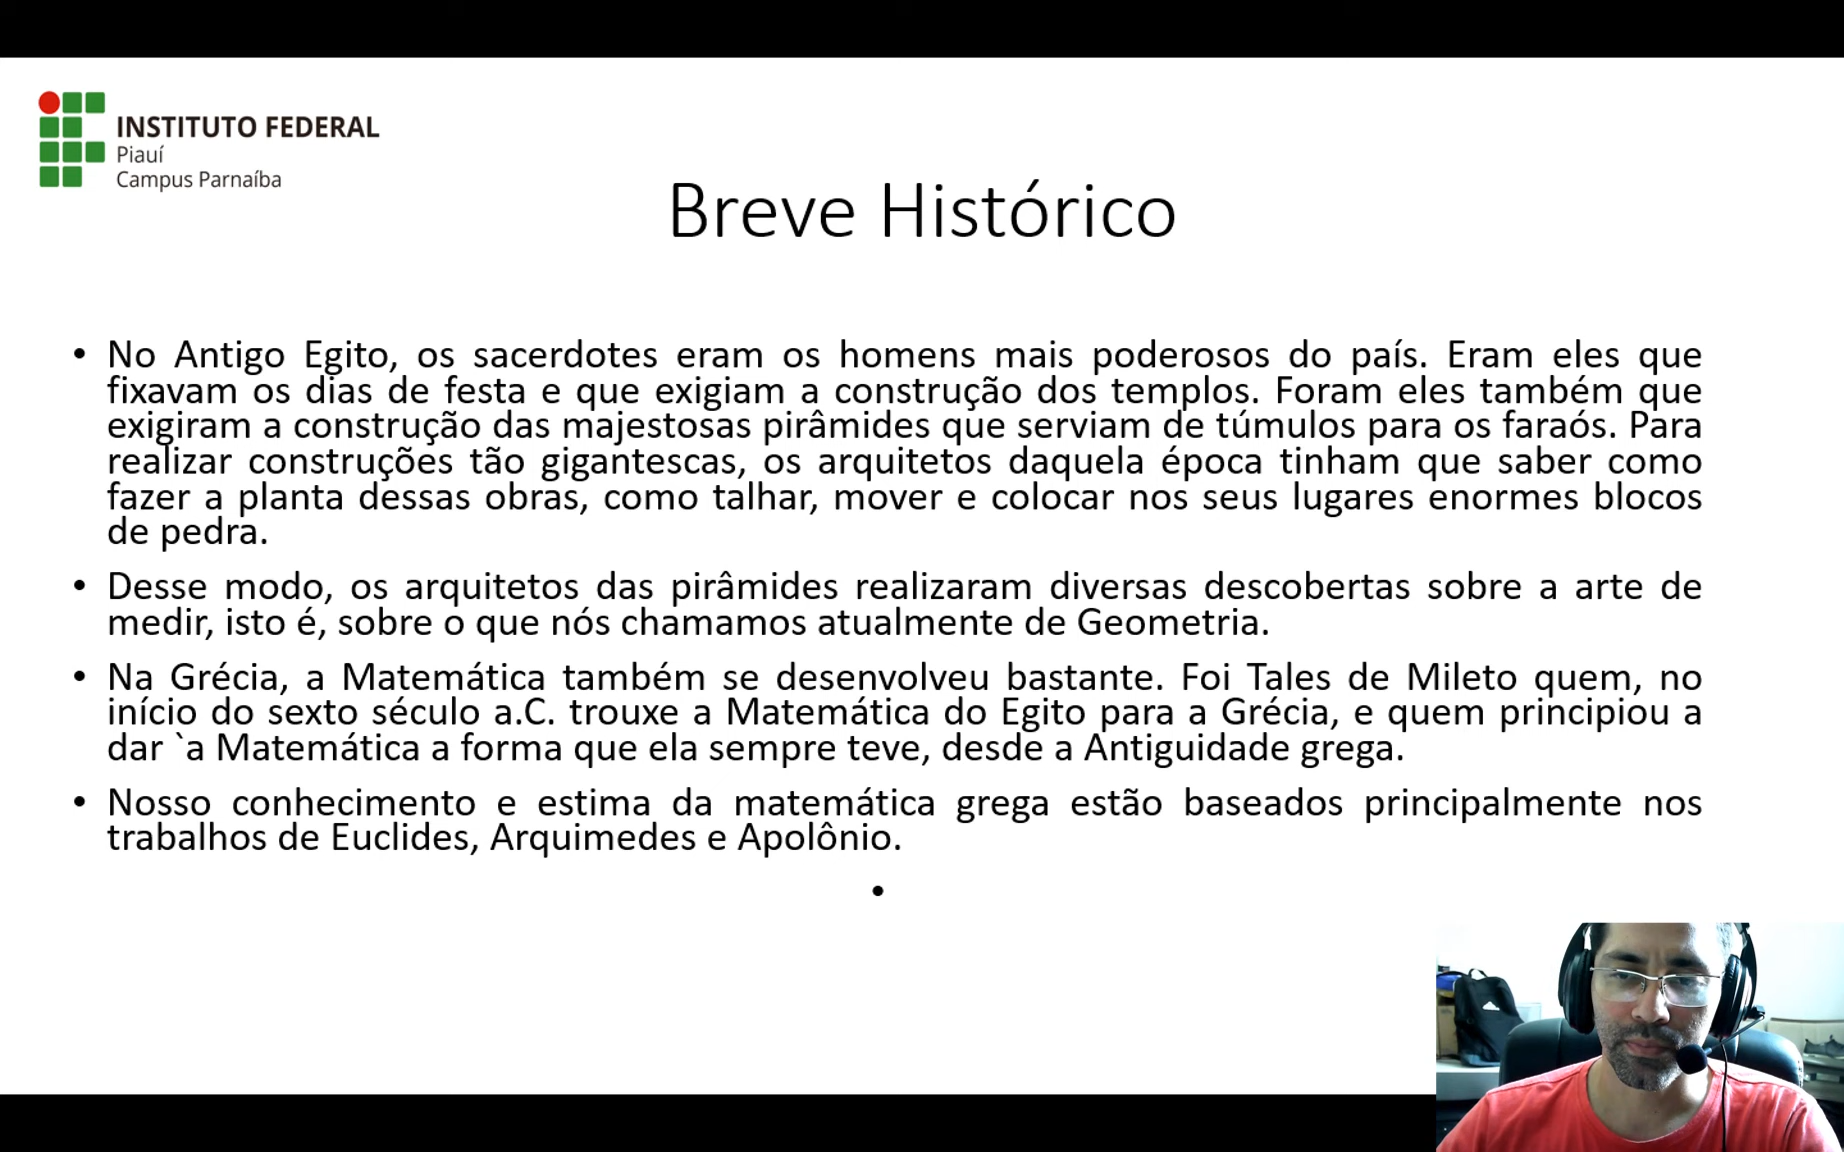 INSTITUTO FEDERAL
Piauí
Campus Parnaíba
Breve Histórico
• No Antigo Egito, os sacerdotes eram os homens mais poderosos do país. Eram eles que
fixavam os dias de festa e que exigiam a construção dos templos. Foram eles também que
exigiram a construção das majestosas pirâmides que serviam de túmulos para os faraós. Para
realizar construções tão gigantescas, os arquitetos daquela época tinham que saber como
fazer a planta dessas obras, como talhar, mover e colocar nos seus lugares enormes blocos
de pedra.
• Desse modo, os arquitetos das pirâmides realizaram diversas descobertas sobre a arte de
medir, isto é, sobre o que nós chamamos atualmente de Geometria.
• Na Grécia, a Matemática também se desenvolveu bastante. Foi Tales de Mileto quem, no
início do sexto século a.C. trouxe a Matemática do Egito para a Grécia, e quem principiou a
dar `a Matemática a forma que ela sempre teve, desde a Antiguidade grega.
• Nosso conhecimento e estima da matemática grega estão baseados principalmente nos
trabalhos de Euclides, Arquimedes e Apolônio.
•